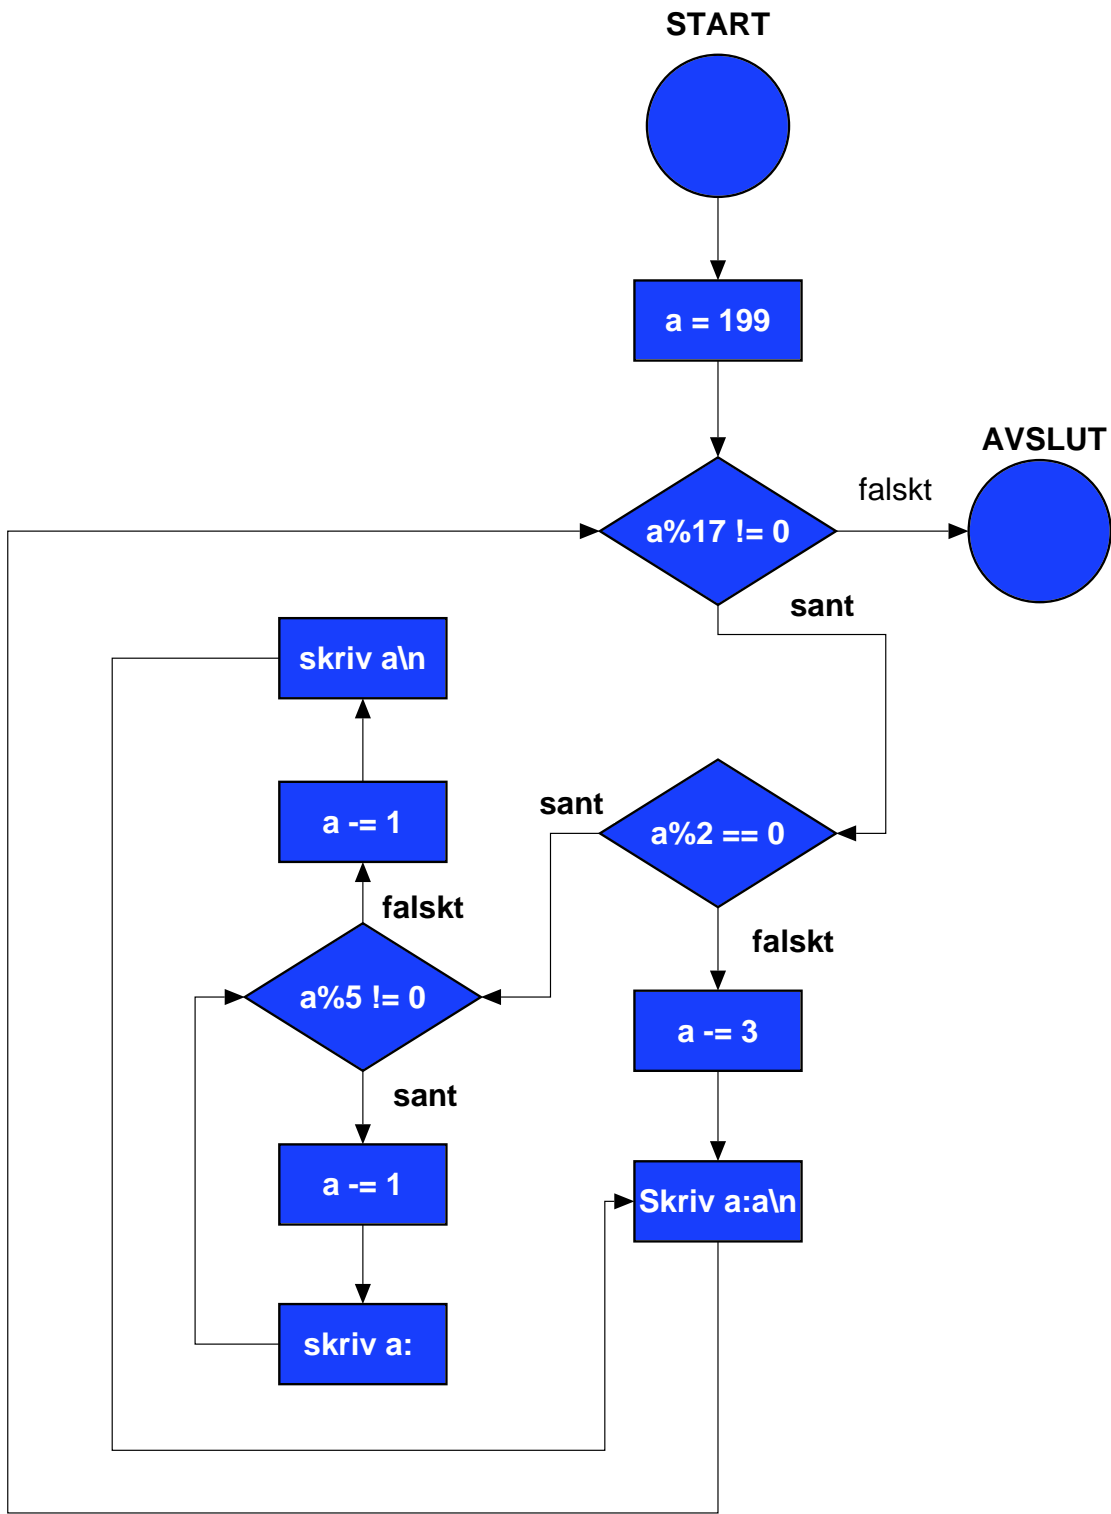 START
a = 199
AVSLUT
a%17 != 0
falskt
sant
skriv a\n
a -= 1
sant
a%2 == 0
falskt
falskt
a%5 != 0
a -= 3
sant
a -= 1
Skriv a:a\n
skriv a: